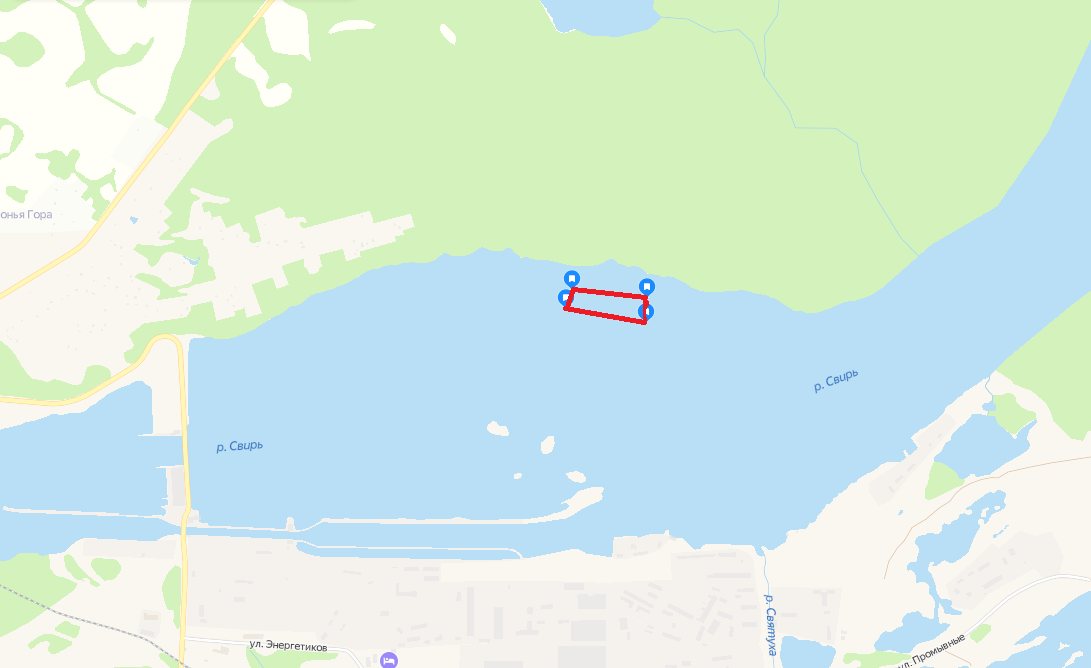 онья Гора
р. Свирь
р. Свирь
ул. Энергетиков
р. Святуха
ул. Промывные